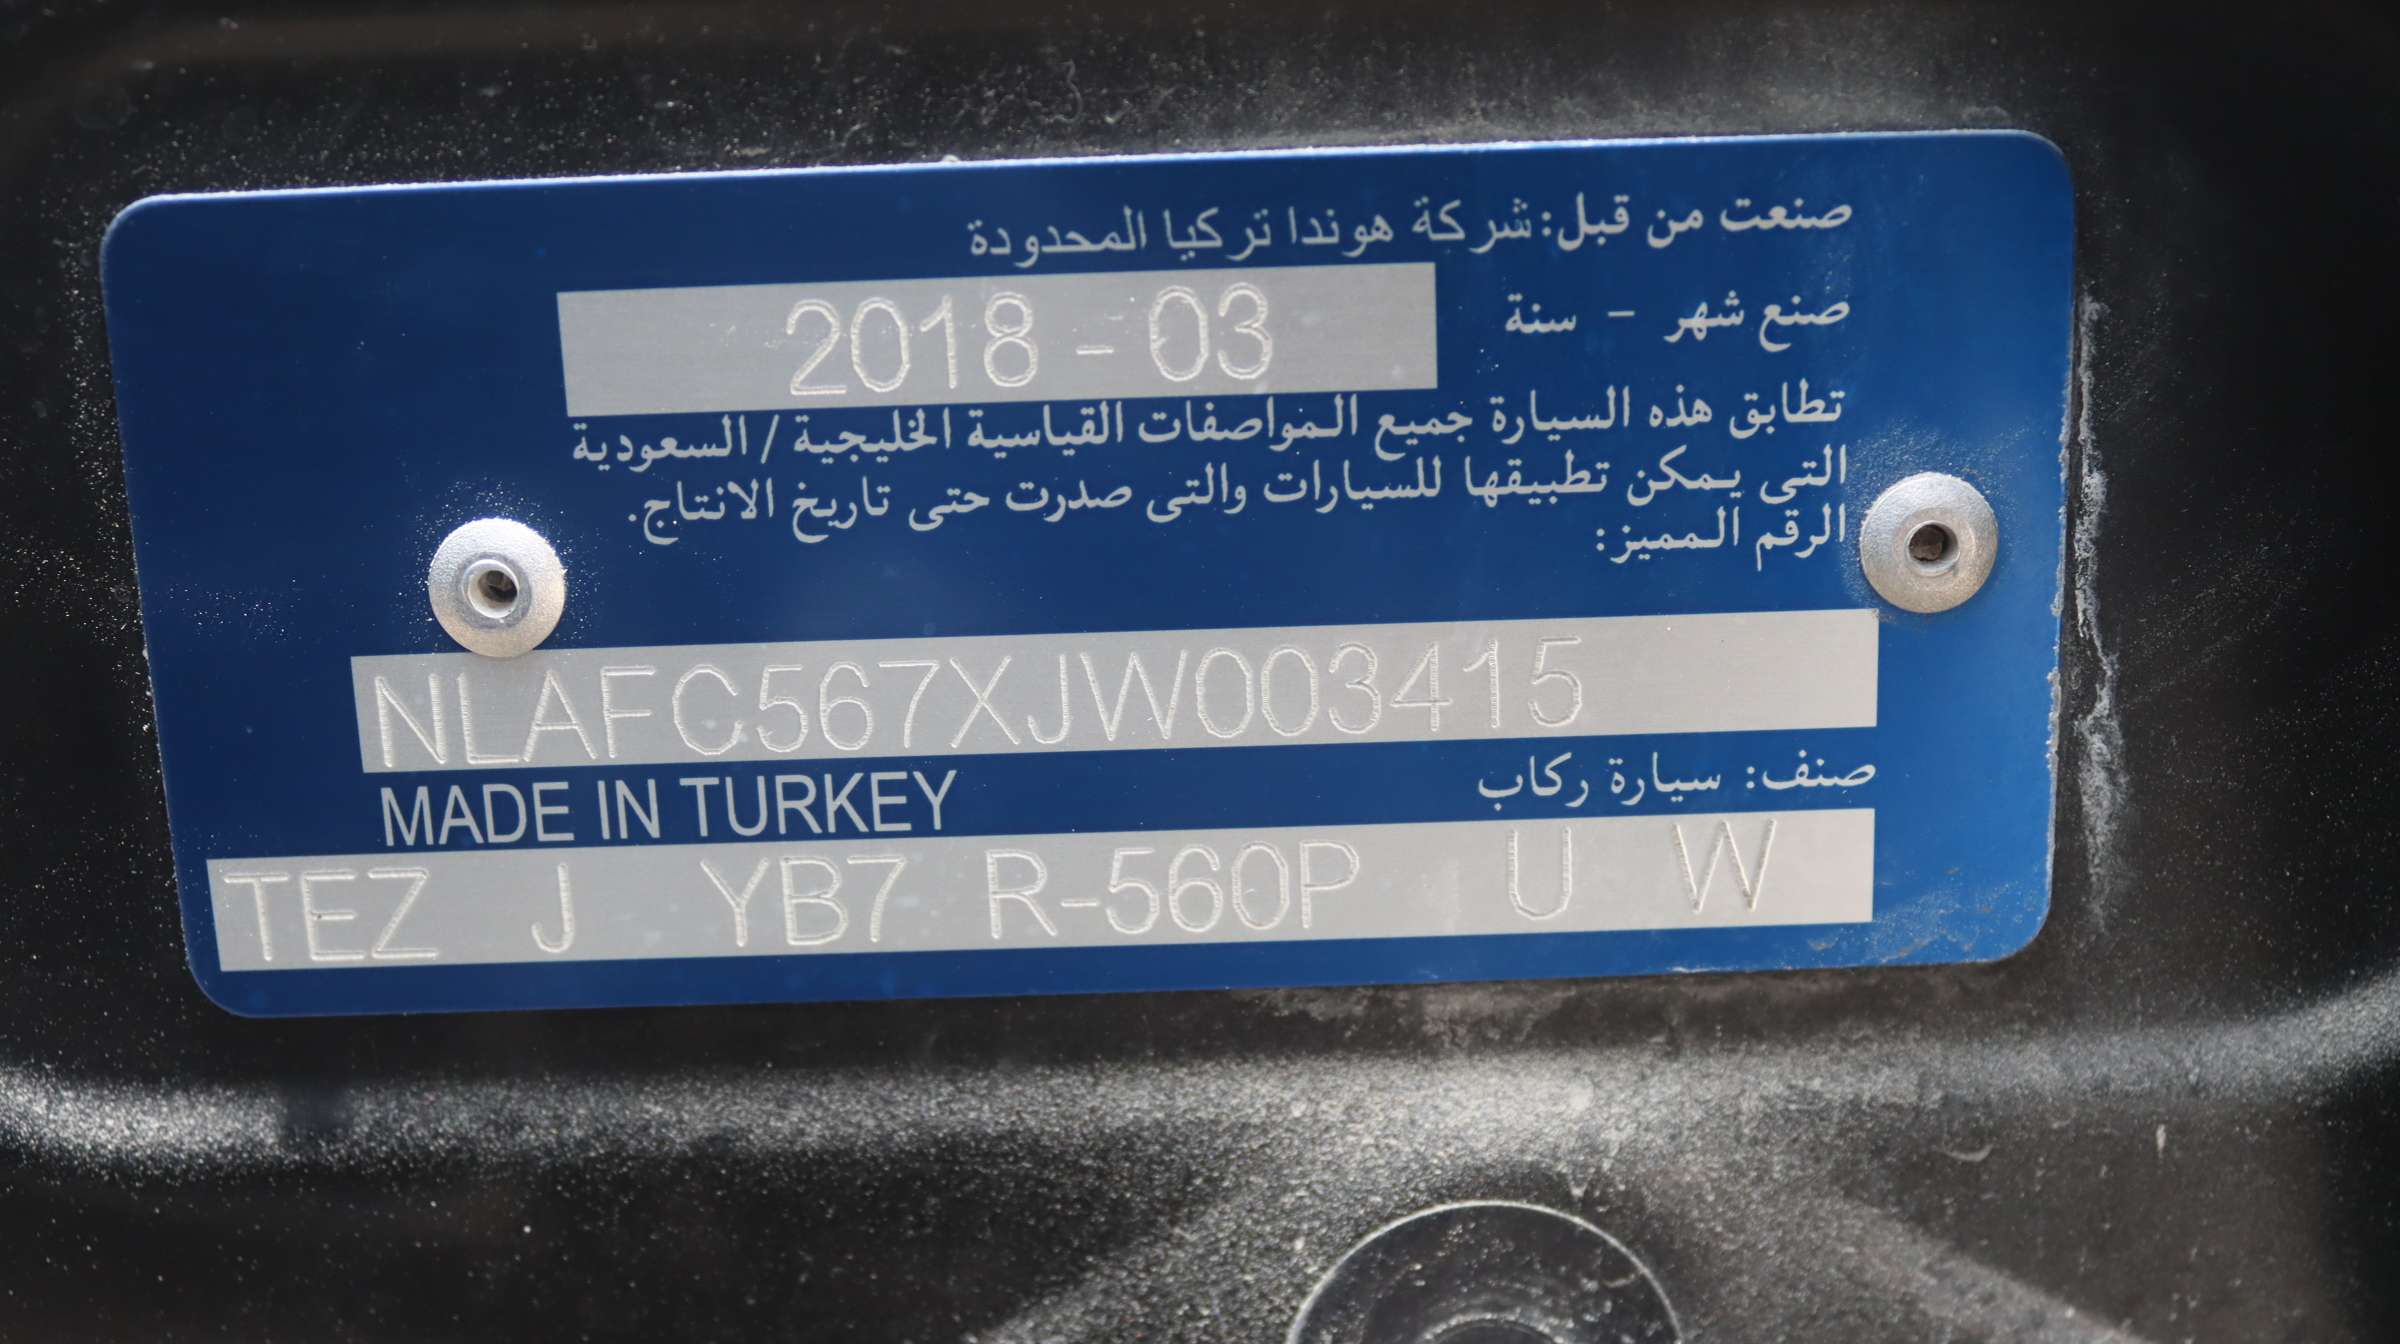 صنعت من قبل: شركة هوندا تركيا المحدودة
صنع شهر - سنة
2018 - 03
تطابق هذه السيارة جميع المواصفات القياسية الخليجية / السعودية
التى يمكن تطبيقها للسيارات والتى صدرت حتى تاريخ الانتاج.
الرقم المميز:
NLAFC567XJW003415
صنف: سيارة ركاب
MADE IN TURKEY
TEZ J YB7 R-560P U W